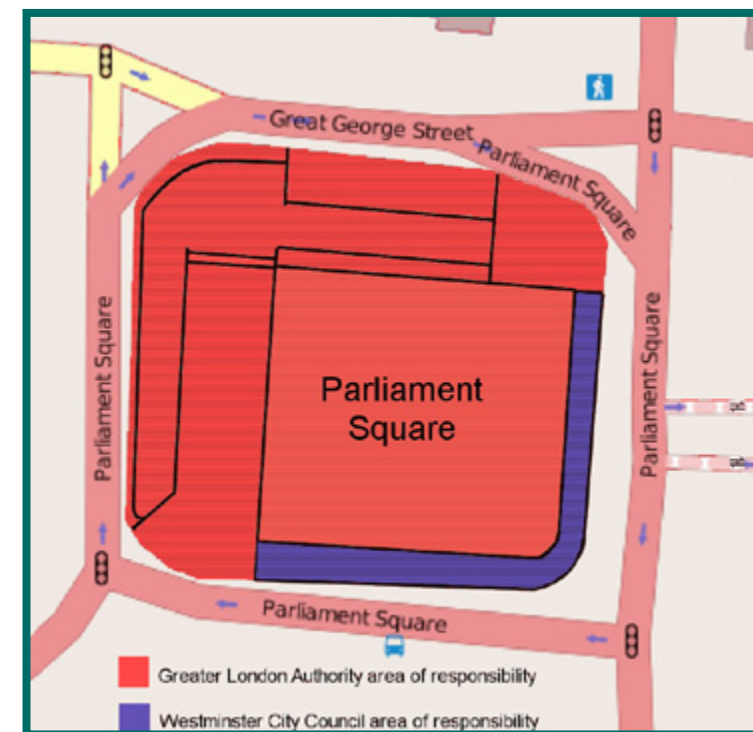 Great George Street
Parliament Square
Parliament Square
Parliament Square
Parliament
Square
Parliament Square
Greater London Authority area of responsibility
Westminster City Council area of responsibility